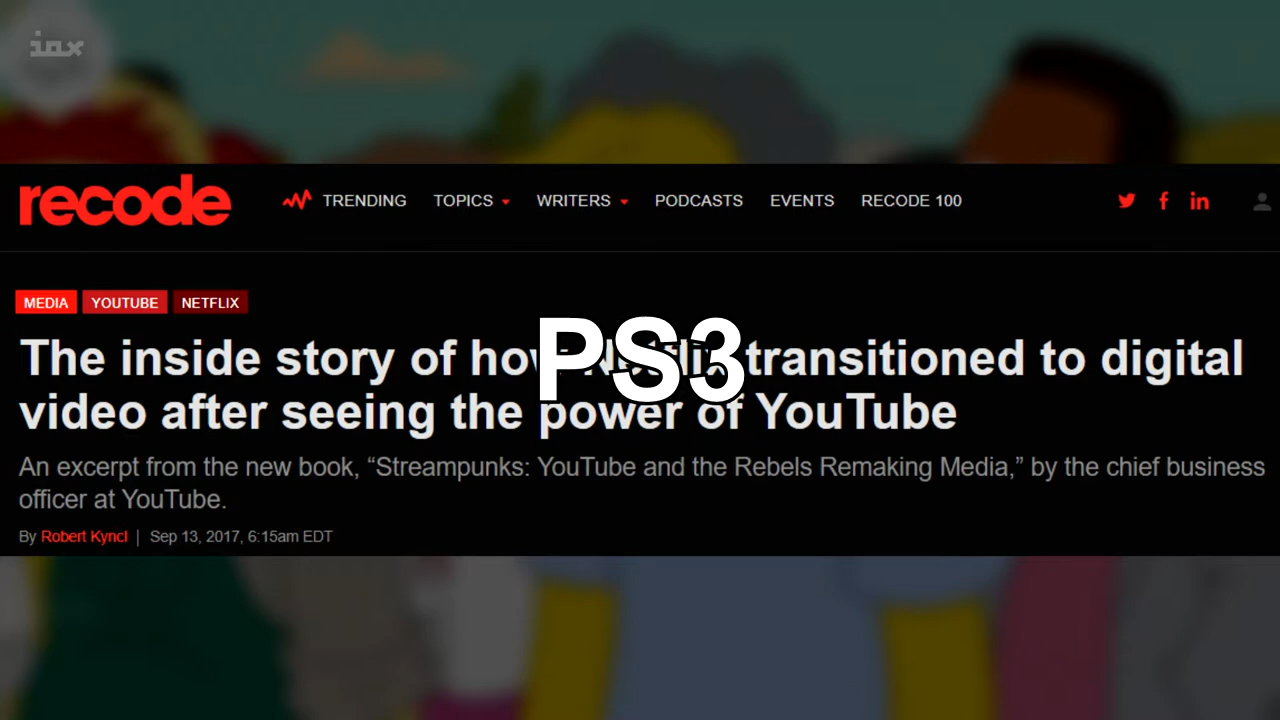 inx
recode
TRENDING TOPICS WRITERS PODCASTS EVENTS RECODE 100
MEDIA YOUTUBE NETFLIX
PS3
The inside story of how Netflix transitioned to digital
video after seeing the power of YouTube
An excerpt from the new book, “Streampunks: YouTube and the Rebels Remaking Media,” by the chief business
officer at YouTube.
By Robert Kyncl | Sep 13, 2017, 6:15am EDT